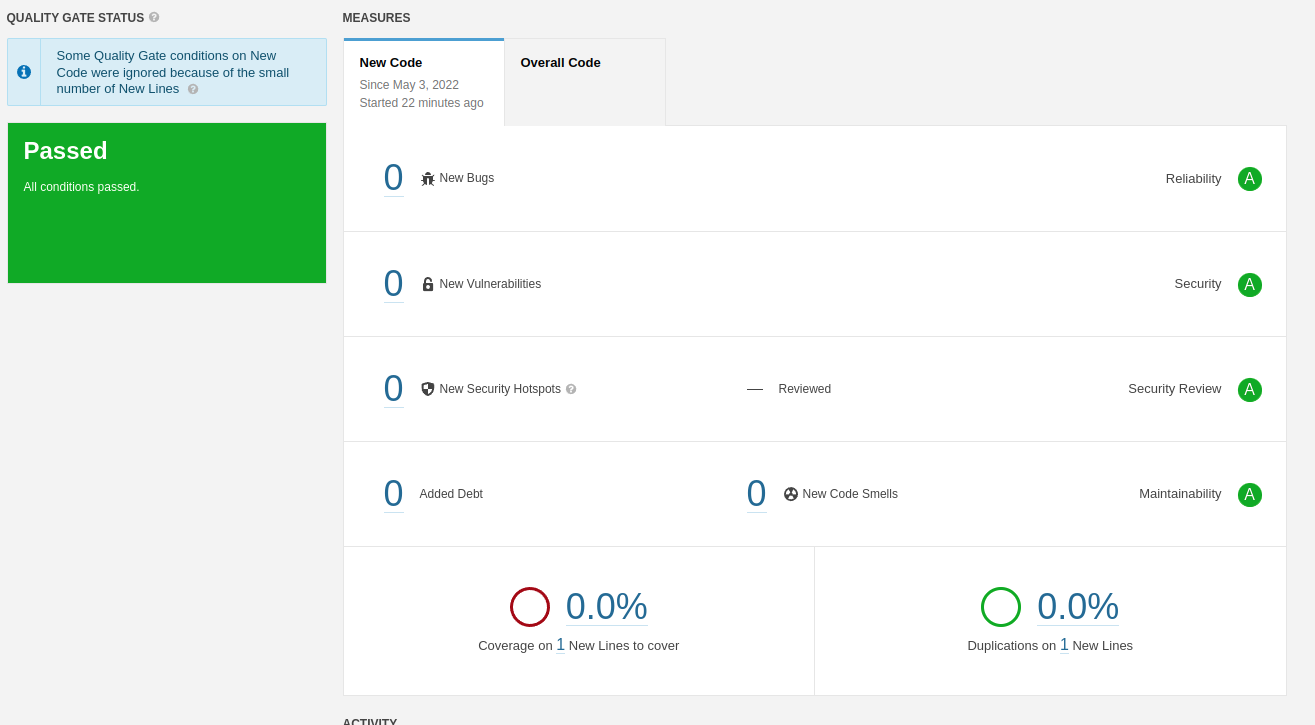 QUALITY GATE STATUS ?
Some Quality Gate conditions on New
Code were ignored because of the small
number of New Lines ?
Passed
All conditions passed.
MEASURES
New Code
Since May 3, 2022
Started 22 minutes ago
Overall Code
0 New Bugs
Reliability A
0 New Vulnerabilities
Security A
0 New Security Hotspots ?
— Reviewed
Security Review A
0 Added Debt
0 New Code Smells
Maintainability A
0.0%
Coverage on 1 New Lines to cover
0.0%
Duplications on 1 New Lines
ACTIVITY